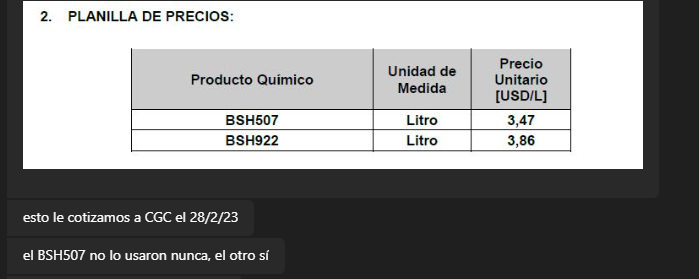 2. PLANILLA DE PRECIOS:
Producto Químico Unidad de Medida Precio Unitario [USD/L]
BSH507 Litro 3,47
BSH922 Litro 3,86
esto le cotizamos a CGC el 28/2/23
el BSH507 no lo usaron nunca, el otro sí